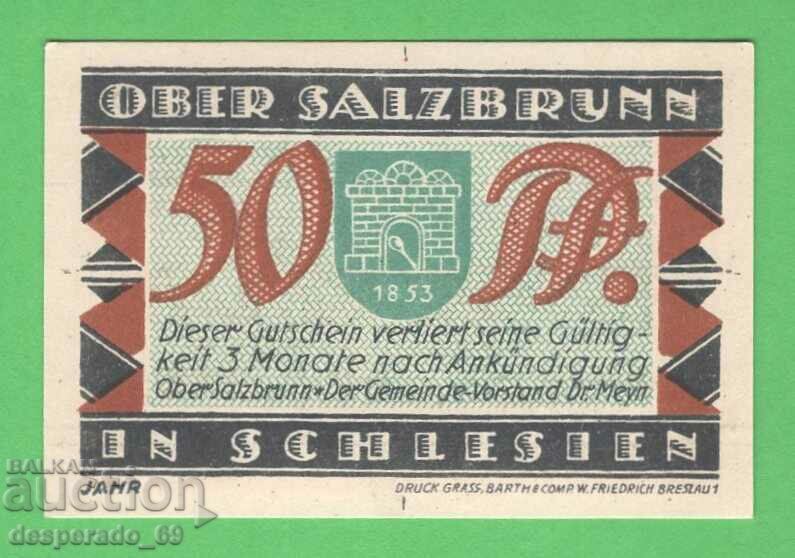 OBER SALZBRUNN
50 Pf.
1853
Dieser Gutschein verliert seine Gültig-
keit 3 Monate nach Ankündigung
Ober Salzbrunn * Der Gemeinde-Vorstand Dr. Meyn
IN SCHLESIEN
JAHR
DRUCK GRASS, BARTH & COMP. W. FRIEDRICH BRESLAU 1
BALKAN
auction
desperado_69